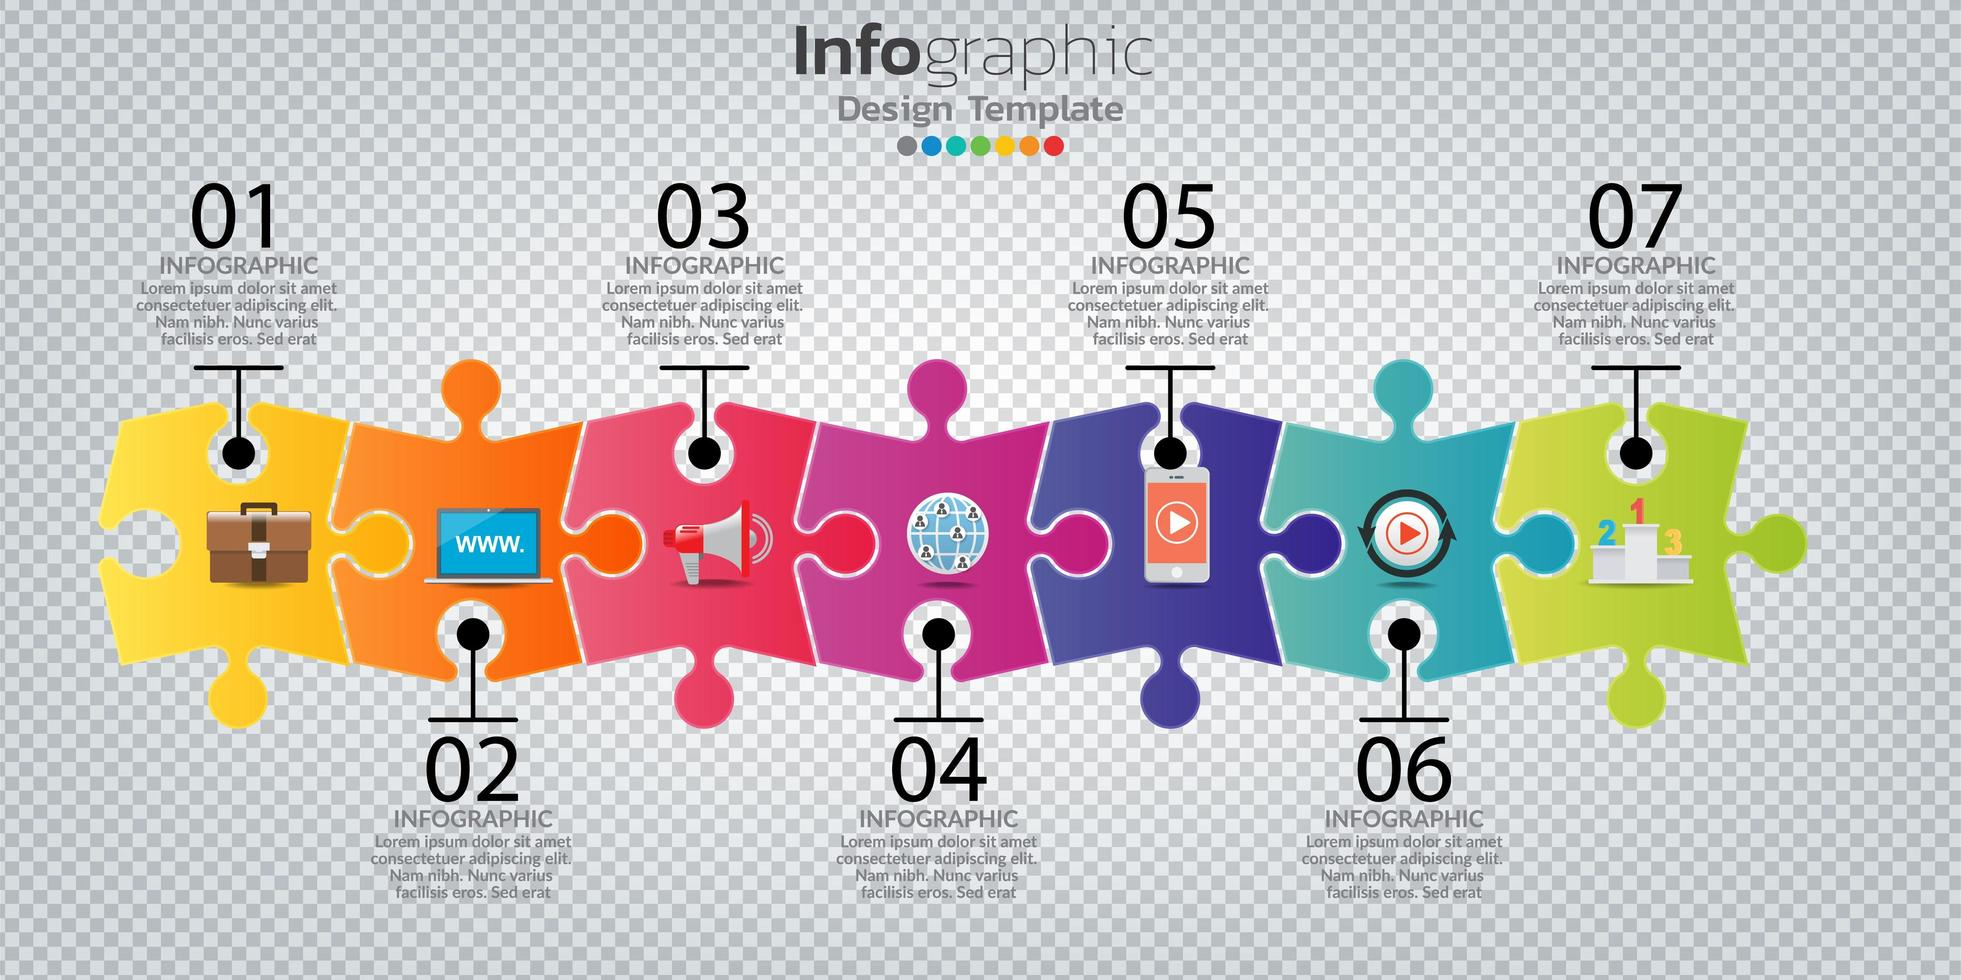 Infographic
Design Template
01
INFOGRAPHIC
Lorem ipsum dolor sit amet
consectetuer adipiscing elit.
Nam nibh. Nunc varius
facilisis eros. Sed erat
03
INFOGRAPHIC
Lorem ipsum dolor sit amet
consectetuer adipiscing elit.
Nam nibh. Nunc varius
facilisis eros. Sed erat
05
INFOGRAPHIC
Lorem ipsum dolor sit amet
consectetuer adipiscing elit.
Nam nibh. Nunc varius
facilisis eros. Sed erat
07
INFOGRAPHIC
Lorem ipsum dolor sit amet
consectetuer adipiscing elit.
Nam nibh. Nunc varius
facilisis eros. Sed erat
www.
1
2
3
02
INFOGRAPHIC
Lorem ipsum dolor sit amet
consectetuer adipiscing elit.
Nam nibh. Nunc varius
facilisis eros. Sed erat
04
INFOGRAPHIC
Lorem ipsum dolor sit amet
consectetuer adipiscing elit.
Nam nibh. Nunc varius
facilisis eros. Sed erat
06
INFOGRAPHIC
Lorem ipsum dolor sit amet
consectetuer adipiscing elit.
Nam nibh. Nunc varius
facilisis eros. Sed erat